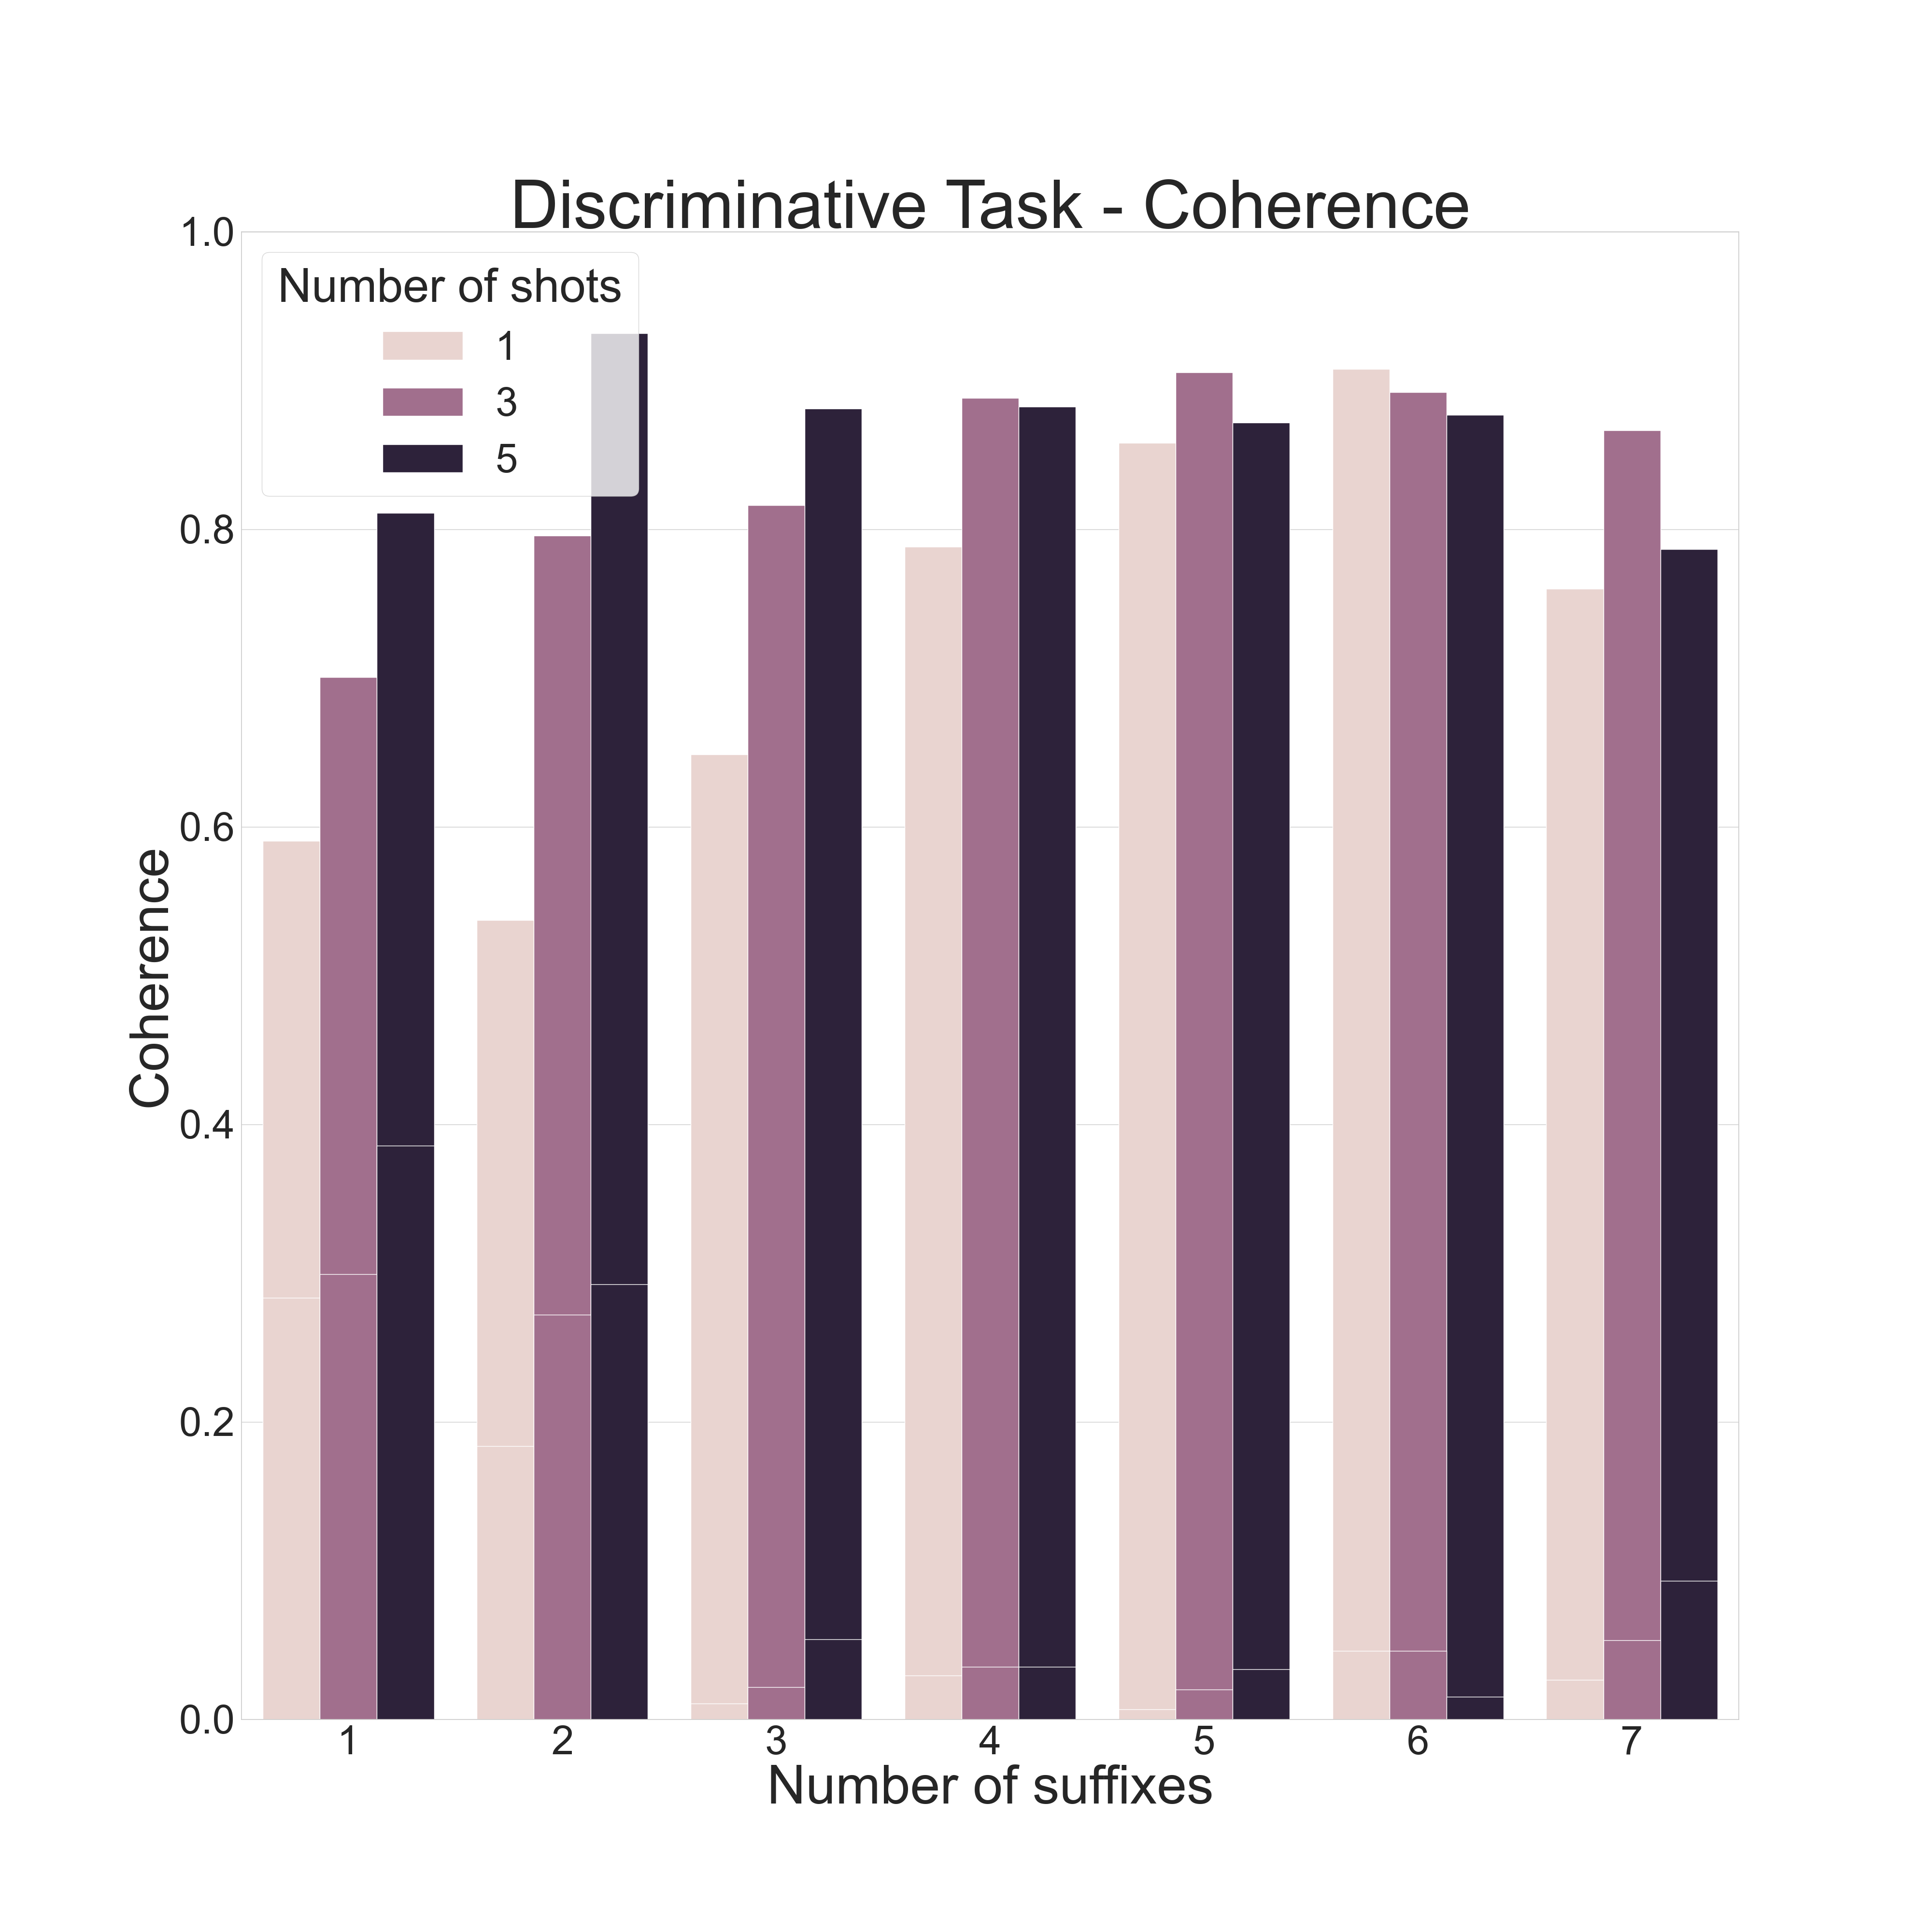 Discriminative Task - Coherence
Number of shots
1
3
5
Coherence
1.0
0.8
0.6
0.4
0.2
0.0
1 2 3 4 5 6 7
Number of suffixes